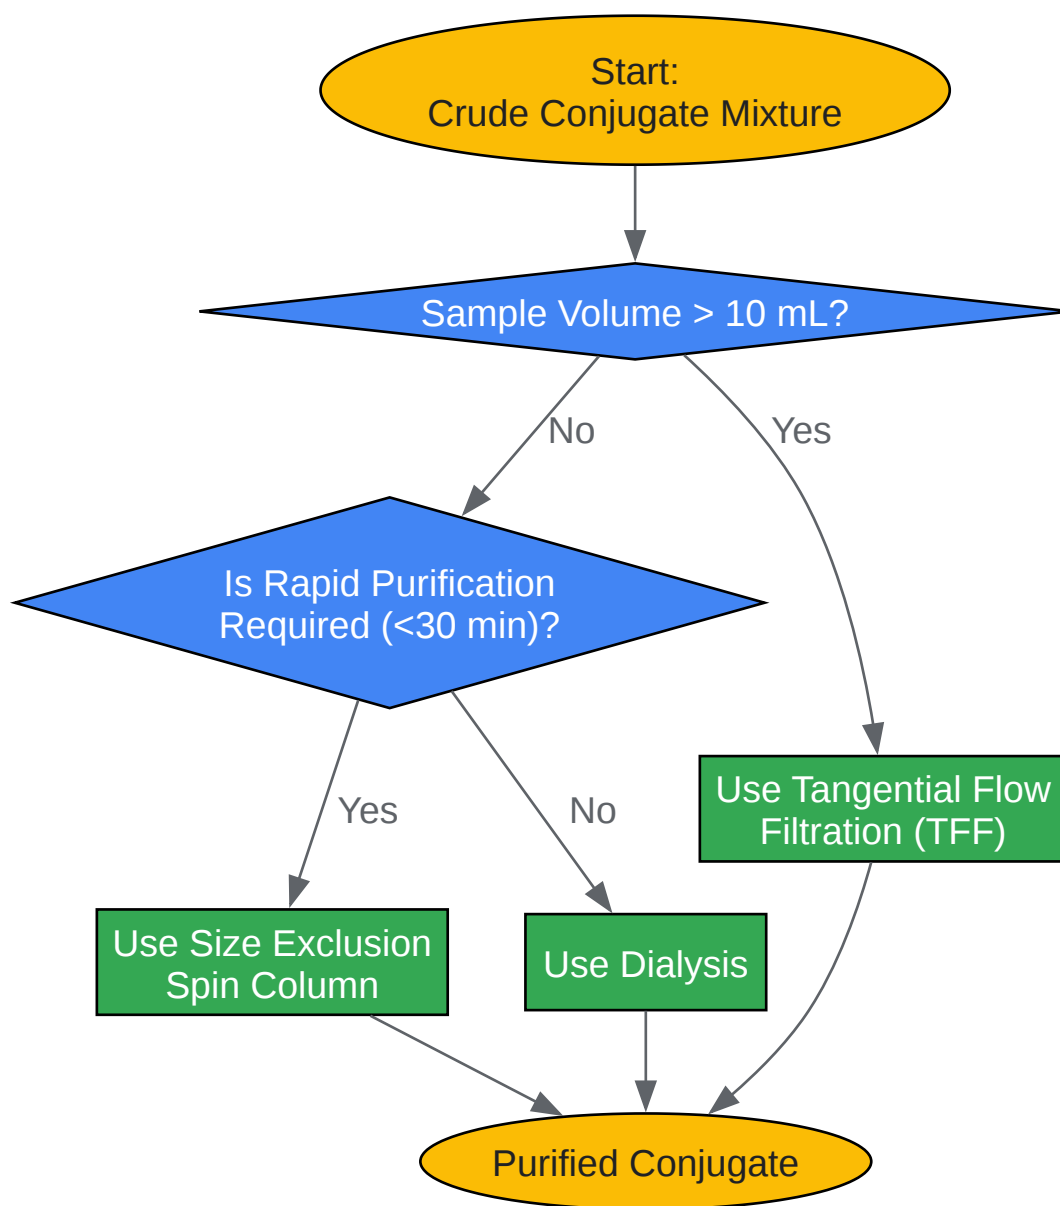 Start:
Crude Conjugate Mixture
Sample Volume > 10 mL?
No
Yes
Is Rapid Purification
Required (<30 min)?
Use Tangential Flow
Filtration (TFF)
Yes
No
Use Size Exclusion
Spin Column
Use Dialysis
Purified Conjugate